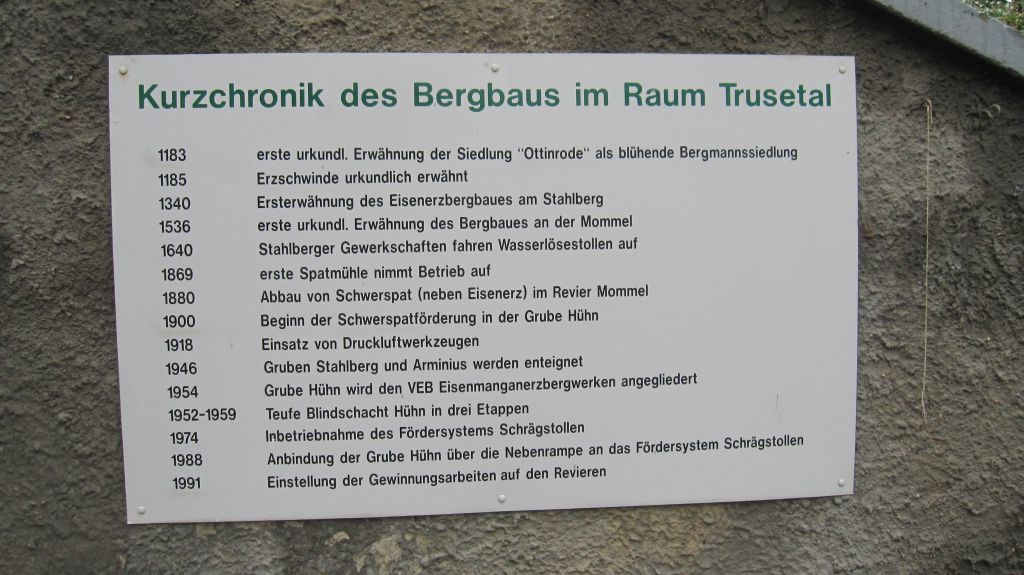 Kurzchronik des Bergbaus im Raum Trusetal
1183 erste urkundl. Erwähnung der Siedlung "Ottinrode" als blühende Bergmannssiedlung
1185 Erzschwinde urkundlich erwähnt
1340 Ersterwähnung des Eisenerzbergbaues am Stahlberg
1536 erste urkundl. Erwähnung des Bergbaues an der Mommel
1640 Stahlberger Gewerkschaften fahren Wasserlösestollen auf
1869 erste Spatmühle nimmt Betrieb auf
1880 Abbau von Schwerspat (neben Eisenerz) im Revier Mommel
1900 Beginn der Schwerspatförderung in der Grube Hühn
1918 Einsatz von Druckluftwerkzeugen
1946 Gruben Stahlberg und Arminius werden enteignet
1954 Grube Hühn wird den VEB Eisenmanganerzbergwerken angegliedert
1952-1959 Teufe Blindschacht Hühn in drei Etappen
1974 Inbetriebnahme des Fördersystems Schrägstollen
1988 Anbindung der Grube Hühn über die Nebenrampe an das Fördersystem Schrägstollen
1991 Einstellung der Gewinnungsarbeiten auf den Revieren